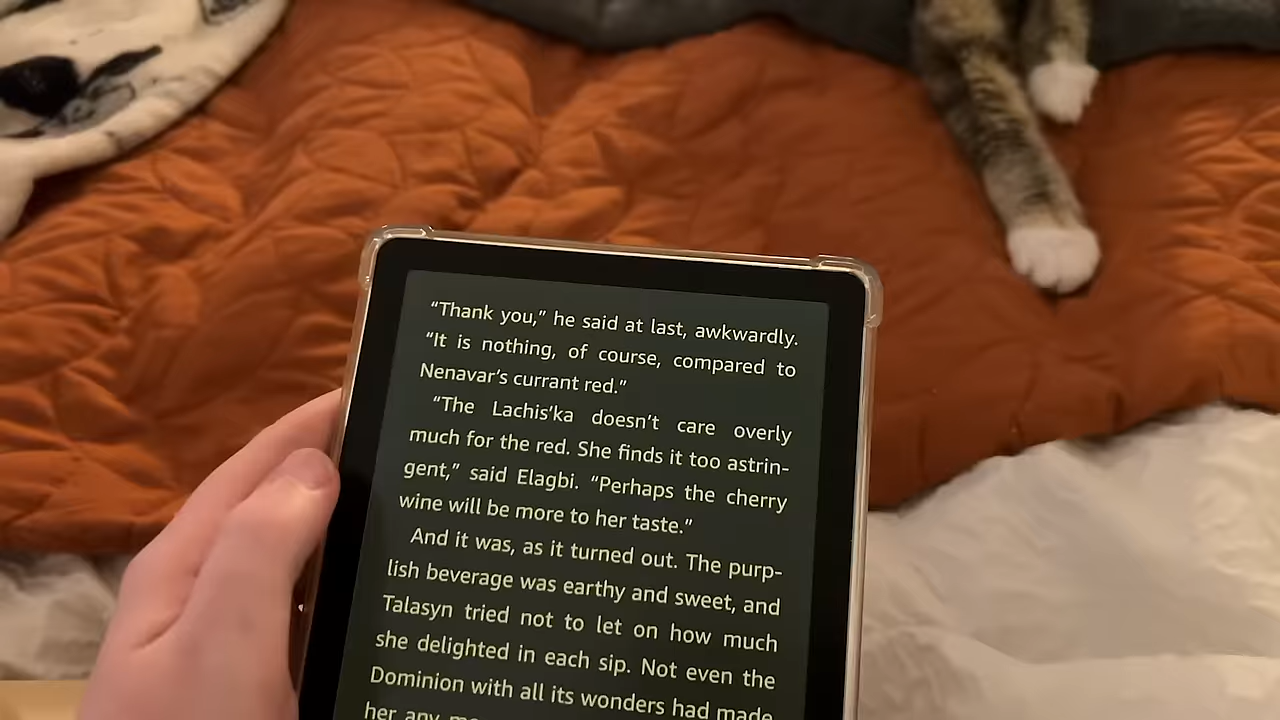 “Thank you,” he said at last, awkwardly.
“It is nothing, of course, compared to
Nenavar’s currant red.”
“The Lachis’ka doesn’t care overly
much for the red. She finds it too astrin-
gent,” said Elagbi. “Perhaps the cherry
wine will be more to her taste.”
And it was, as it turned out. The purp-
lish beverage was earthy and sweet, and
Talasyn tried not to let on how much
she delighted in each sip. Not even the
Dominion with all its wonders had made
her any